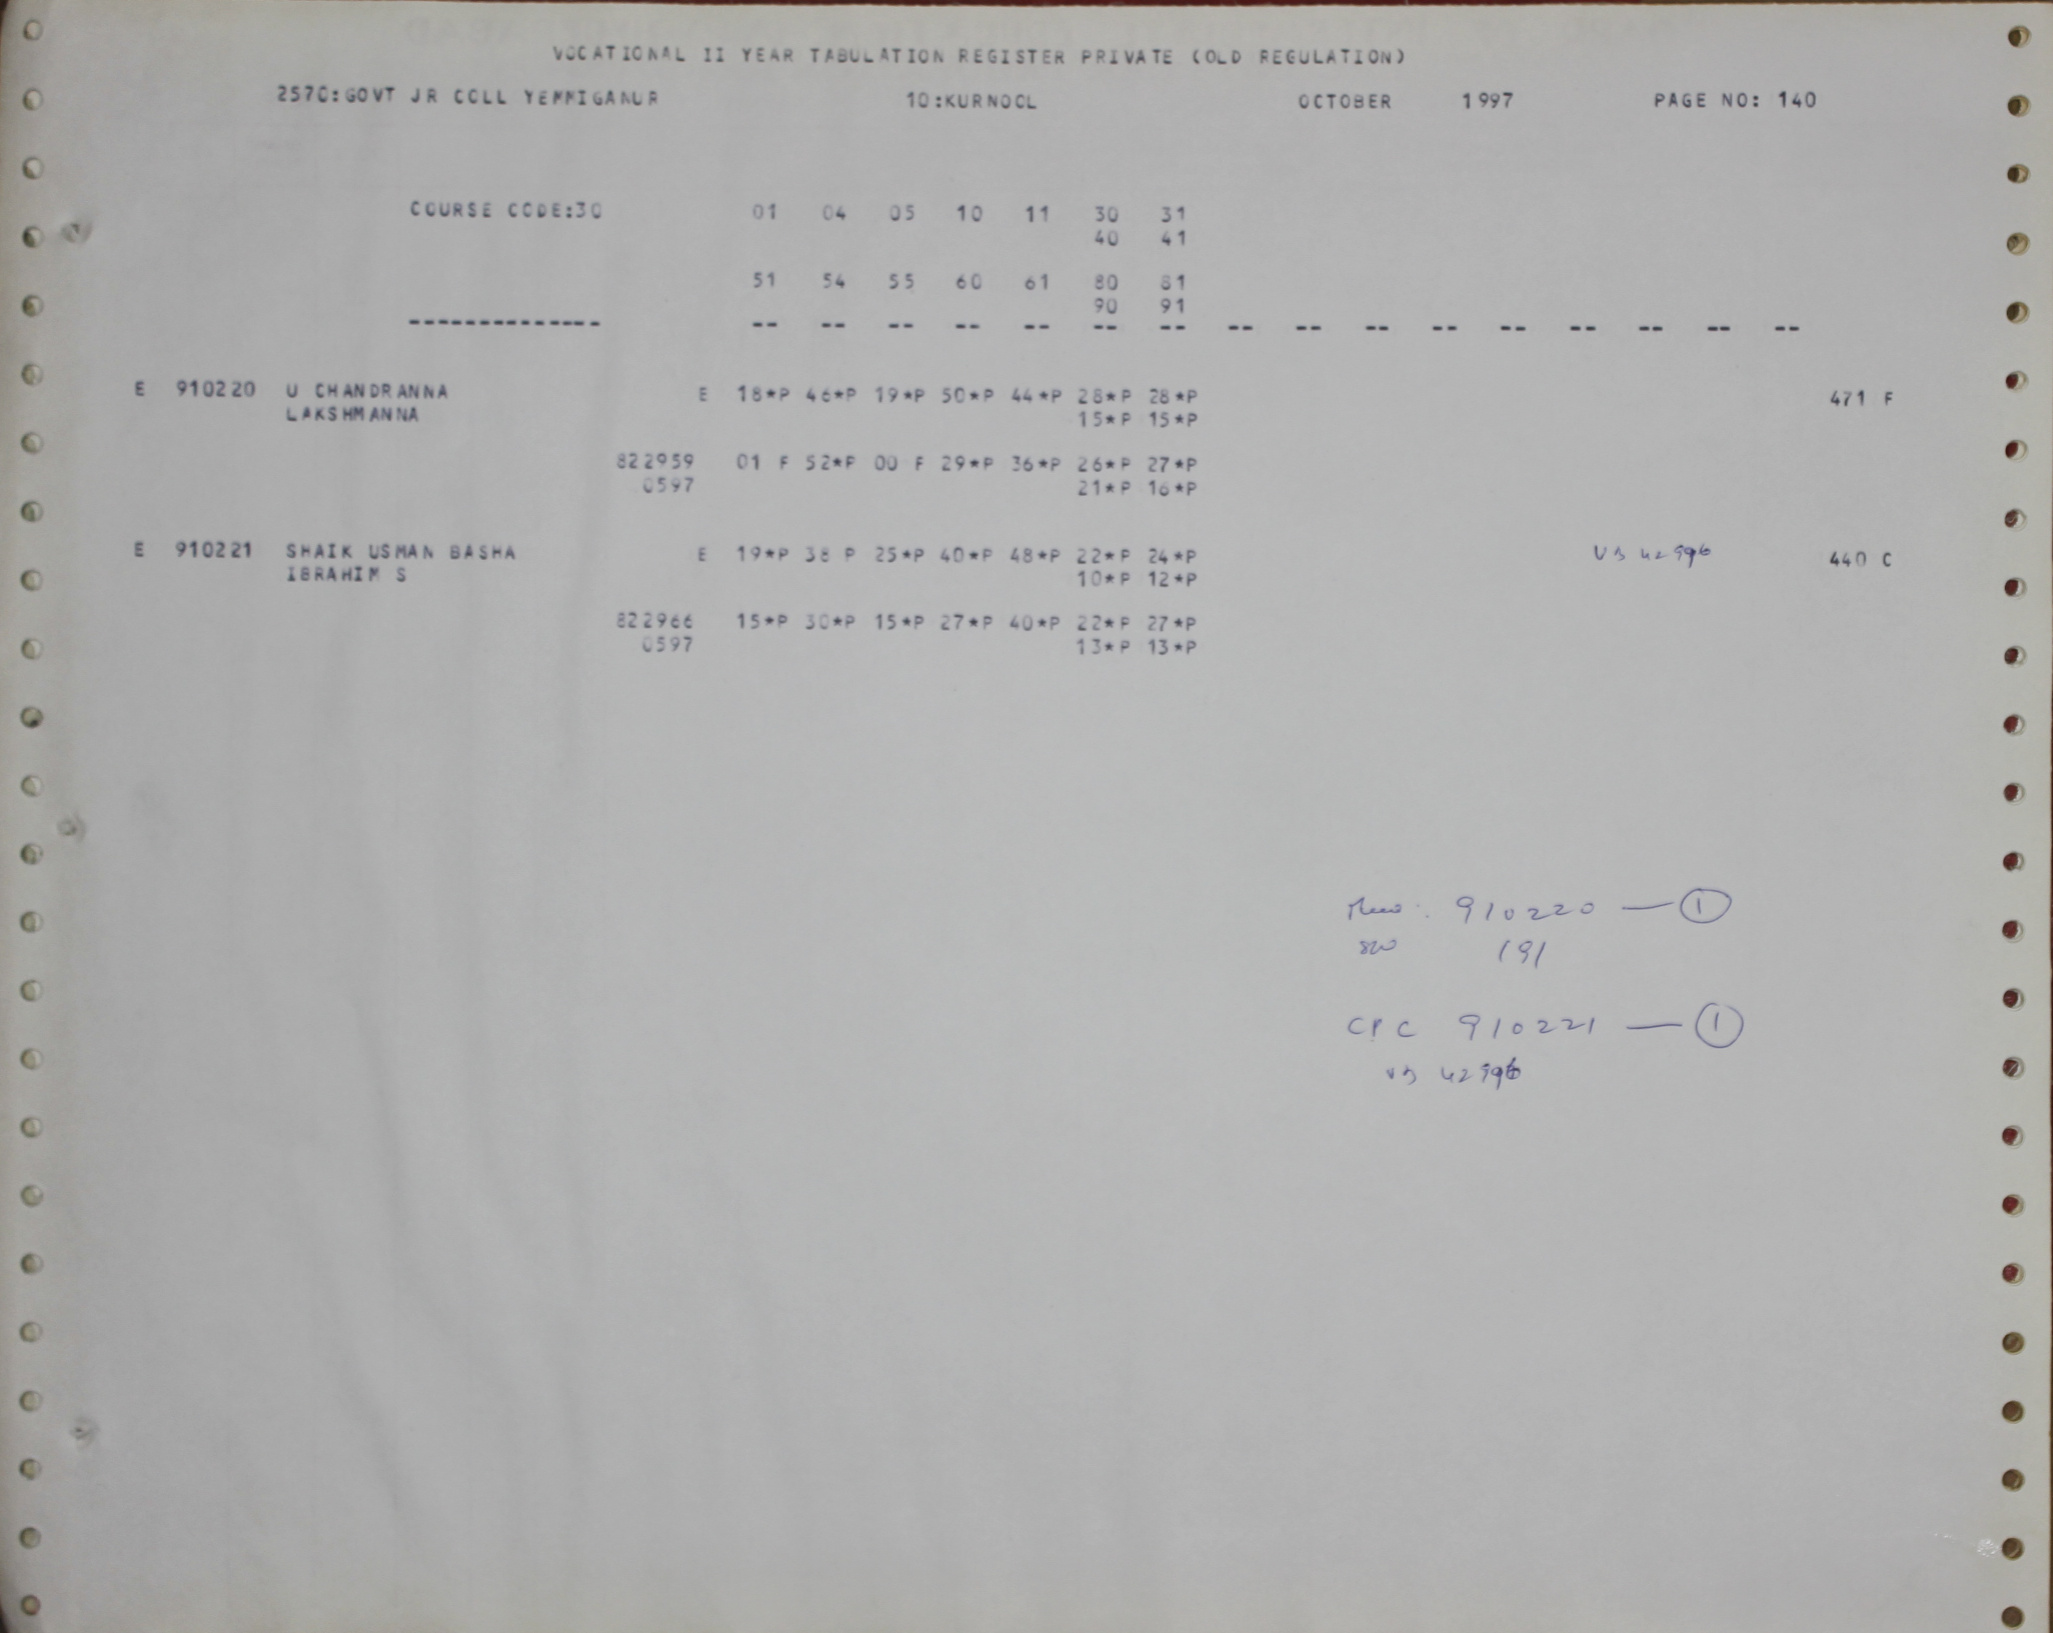 VOCATIONAL II YEAR TABULATION REGISTER PRIVATE (OLD REGULATION)
2570:GOVT JR COLL YEMMIGANUR 10:KURNOOL OCTOBER 1997 PAGE NO: 140
COURSE CODE:30 01 04 05 10 11 30 31
40 41
51 54 55 60 61 80 81
90 91
-------------- -- -- -- -- -- -- -- -- -- -- -- -- -- -- -- --
E 910220 U CHANDRANNA E 18*P 46*P 19*P 50*P 44*P 28*P 28*P 471 F
LAKSHMANNA 15*P 15*P
822959 01 F 52*P 00 F 29*P 36*P 26*P 27*P
0597 21*P 16*P
E 910221 SHAIK USMAN BASHA E 19*P 38 P 25*P 40*P 48*P 22*P 24*P VB 42996 440 C
IBRAHIM S 10*P 12*P
822966 15*P 30*P 15*P 27*P 40*P 22*P 27*P
0597 13*P 13*P
910220 — 1
191
CPC 910221 — 1
VB 42996